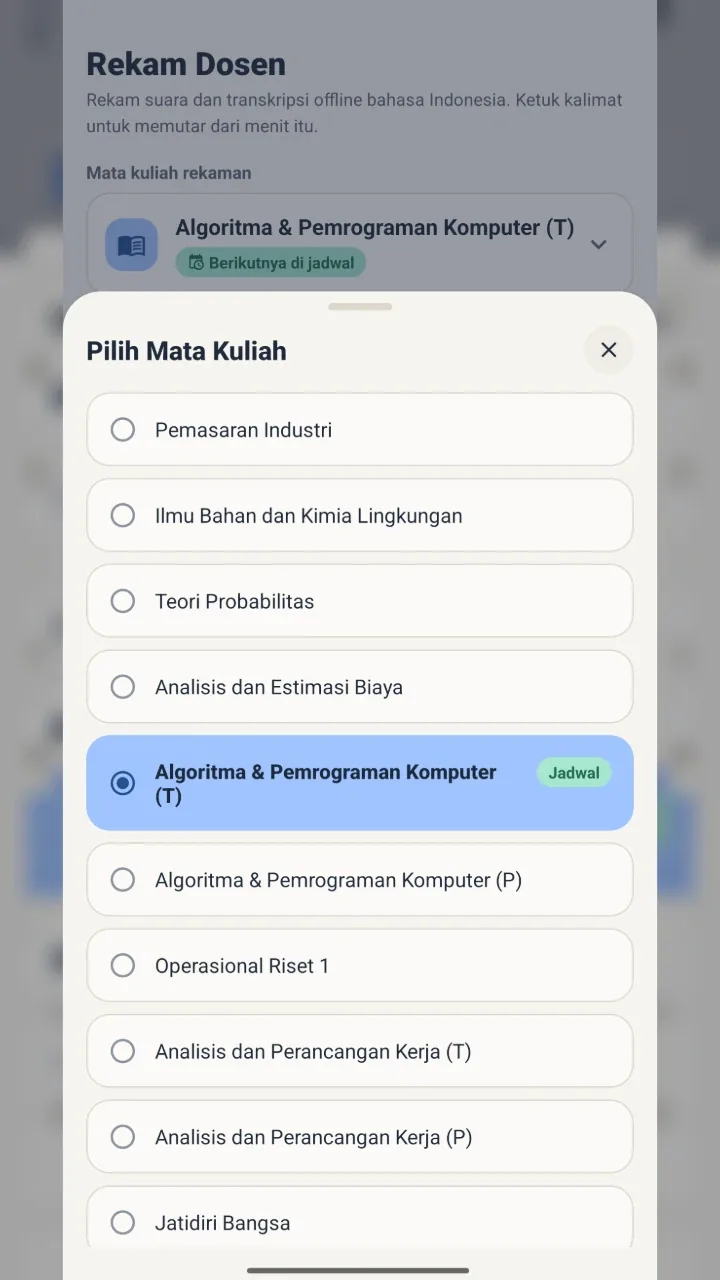 Rekam Dosen
Rekam suara dan transkripsi offline bahasa Indonesia. Ketuk kalimat
untuk memutar dari menit itu.
Mata kuliah rekaman
Algoritma & Pemrograman Komputer (T)
Berikutnya di jadwal
Pilih Mata Kuliah
Pemasaran Industri
Ilmu Bahan dan Kimia Lingkungan
Teori Probabilitas
Analisis dan Estimasi Biaya
Algoritma & Pemrograman Komputer
(T)
Jadwal
Algoritma & Pemrograman Komputer (P)
Operasional Riset 1
Analisis dan Perancangan Kerja (T)
Analisis dan Perancangan Kerja (P)
Jatidiri Bangsa